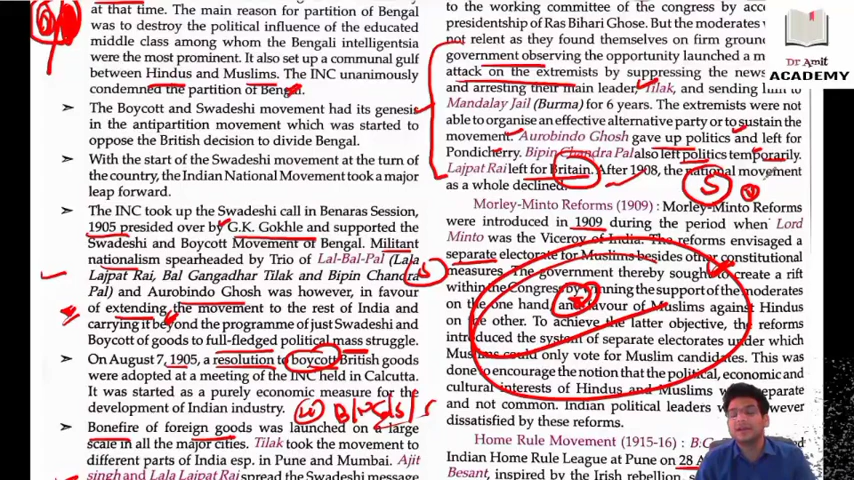 at that time. The main reason for partition of Bengal
was to destroy the political influence of the educated
middle class among whom the Bengali intelligentsia
were the most prominent. It also set up a communal gulf
between Hindus and Muslims. The INC unanimously
condemned the partition of Bengal.
➤ The Boycott and Swadeshi movement had its genesis
in the antipartition movement which was started to
oppose the British decision to divide Bengal.
➤ With the start of the Swadeshi movement at the turn of
the country, the Indian National Movement took a major
leap forward.
➤ The INC took up the Swadeshi call in Benaras Session,
1905 presided over by G.K. Gokhle and supported the
Swadeshi and Boycott Movement of Bengal. Militant
nationalism spearheaded by Trio of Lal-Bal-Pal (Lala
Lajpat Rai, Bal Gangadhar Tilak and Bipin Chandra
Pal) and Aurobindo Ghosh was however, in favour
of extending the movement to the rest of India and
carrying it beyond the programme of just Swadeshi and
Boycott of goods to full-fledged political mass struggle.
➤ On August 7, 1905, a resolution to boycott British goods
were adopted at a meeting of the INC held in Calcutta.
It was started as a purely economic measure for the
development of Indian industry.
➤ Bonefire of foreign goods was launched on a large
scale in all the major cities. Tilak took the movement to
different parts of India esp. in Pune and Mumbai. Ajit
singh and Lala Lajpat Rai spread the Swadeshi message
to the working committee of the congress by
presidentship of Ras Bihari Ghose. But the moderates
not relent as they found themselves on firm
government observing the opportunity launched a
attack on the extremists by suppressing the
and arresting their main leader, Tilak, and sending him to
Mandalay Jail (Burma) for 6 years. The extremists were not
able to organise an effective alternative party or to sustain the
movement. Aurobindo Ghosh gave up politics and left for
Pondicherry. Bipin Chandra Pal also left politics temporarily.
Lajpat Rai left for Britain. After 1908, the national movement
as a whole declined.
Morley-Minto Reforms (1909) : Morley-Minto Reforms
were introduced in 1909 during the period when Lord
Minto was the Viceroy of India. The reforms envisaged a
separate electorate for Muslims besides other constitutional
measures. The government thereby sought to create a rift
within the Congress by winning the support of the moderates
on the one hand, and favour of Muslims against Hindus
on the other. To achieve the latter objective, the reforms
introduced the system of separate electorates under which
Muslims could only vote for Muslim candidates. This was
done to encourage the notion that the political, economic and
cultural interests of Hindus and Muslims were separate
and not common. Indian political leaders were however
dissatisfied by these reforms.
Home Rule Movement (1915-16) : B.G.
Indian Home Rule League at Pune on 28
Besant, inspired by the Irish rebellion,
Dr Amit
ACADEMY